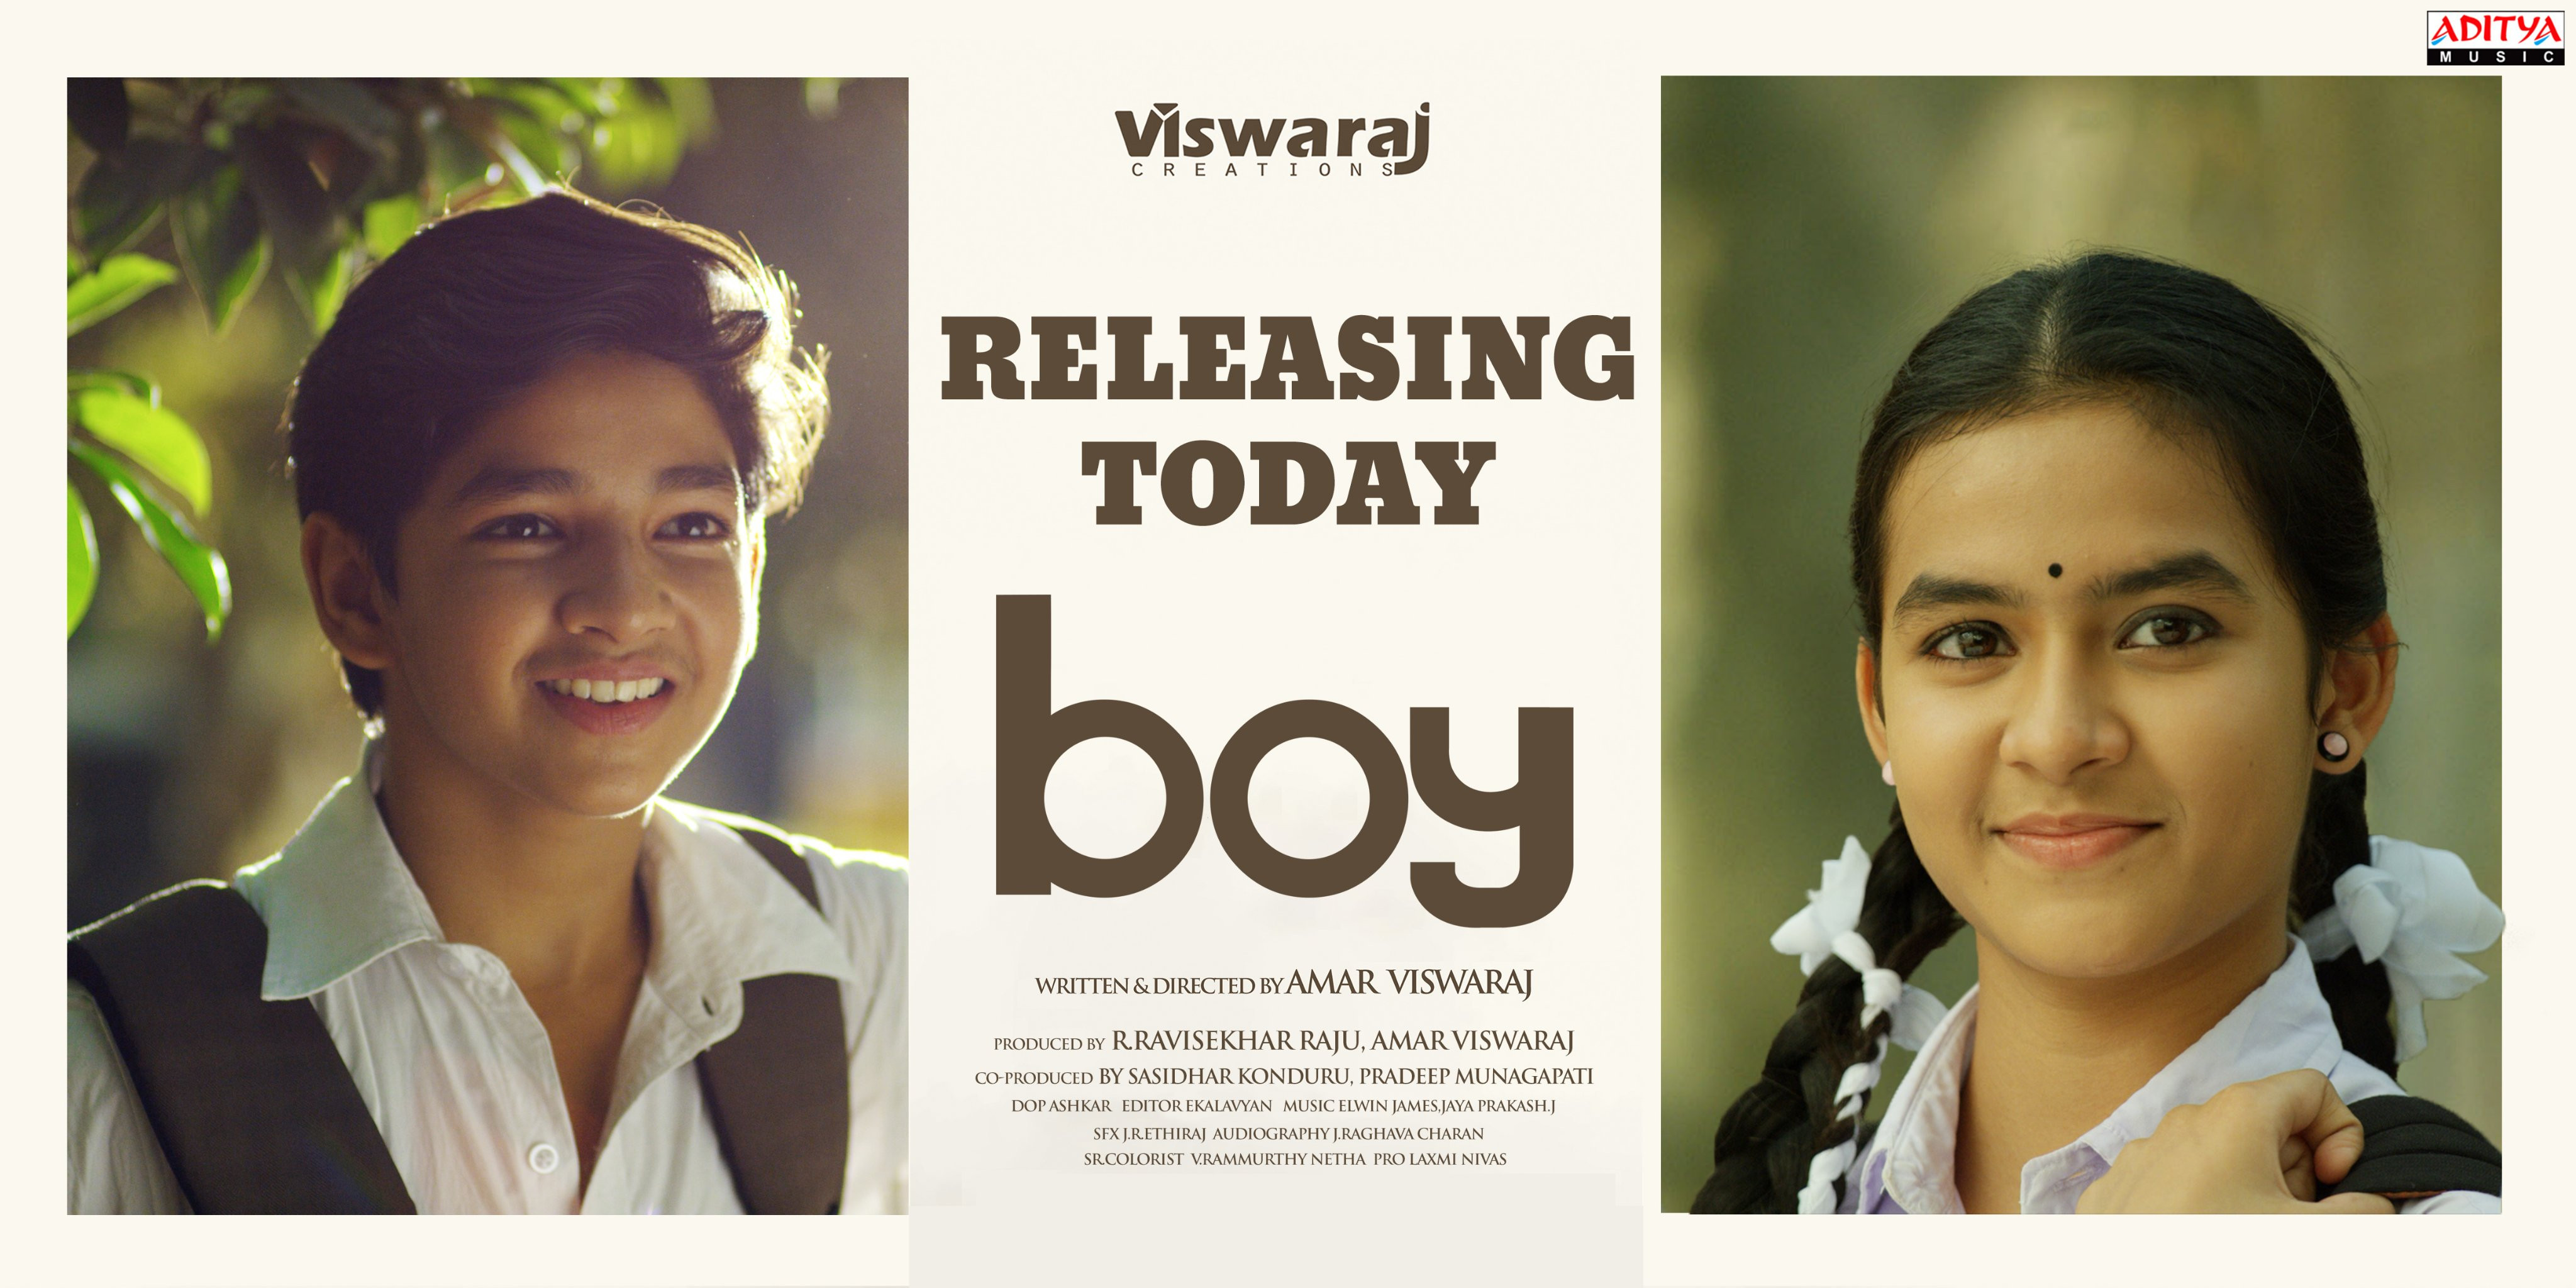 ADITYA
MUSIC
Viswaraj
CREATIONS
RELEASING
TODAY
boy
WRITTEN & DIRECTED BY AMAR VISWARAJ
PRODUCED BY R.RAVISEKHAR RAJU, AMAR VISWARAJ
CO-PRODUCED BY SASIDHAR KONDURU, PRADEEP MUNAGAPATI
DOP ASHKAR EDITOR EKALAVYAN MUSIC ELWIN JAMES,JAYA PRAKASH.J
SFX J.R.ETHIRAJ AUDIOGRAPHY J.RAGHAVA CHARAN
SR.COLORIST V.RAMMURTHY NETHA PRO LAXMI NIVAS